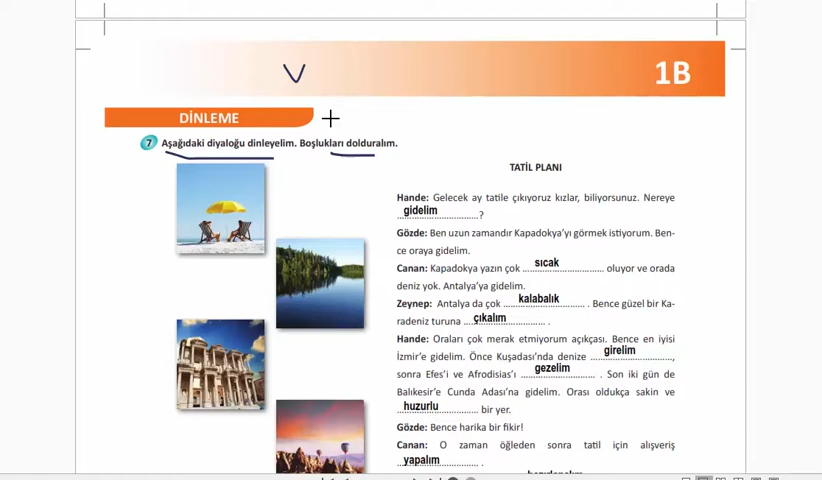 1B
DİNLEME
7 Aşağıdaki diyaloğu dinleyelim. Boşlukları dolduralım.
TATİL PLANI
Hande: Gelecek ay tatile çıkıyoruz kızlar, biliyorsunuz. Nereye
gidelim ?
Gözde: Ben uzun zamandır Kapadokya'yı görmek istiyorum. Ben-
ce oraya gidelim.
Canan: Kapadokya yazın çok sıcak oluyor ve orada
deniz yok. Antalya'ya gidelim.
Zeynep: Antalya da çok kalabalık . Bence güzel bir Ka-
radeniz turuna çıkalım .
Hande: Oraları çok merak etmiyorum açıkçası. Bence en iyisi
İzmir'e gidelim. Önce Kuşadası'nda denize girelim ,
sonra Efes'i ve Afrodisias'ı gezelim . Son iki gün de
Balıkesir'e Cunda Adası'na gidelim. Orası oldukça sakin ve
huzurlu bir yer.
Gözde: Bence harika bir fikir!
Canan: O zaman öğleden sonra tatil için alışveriş
yapalım .